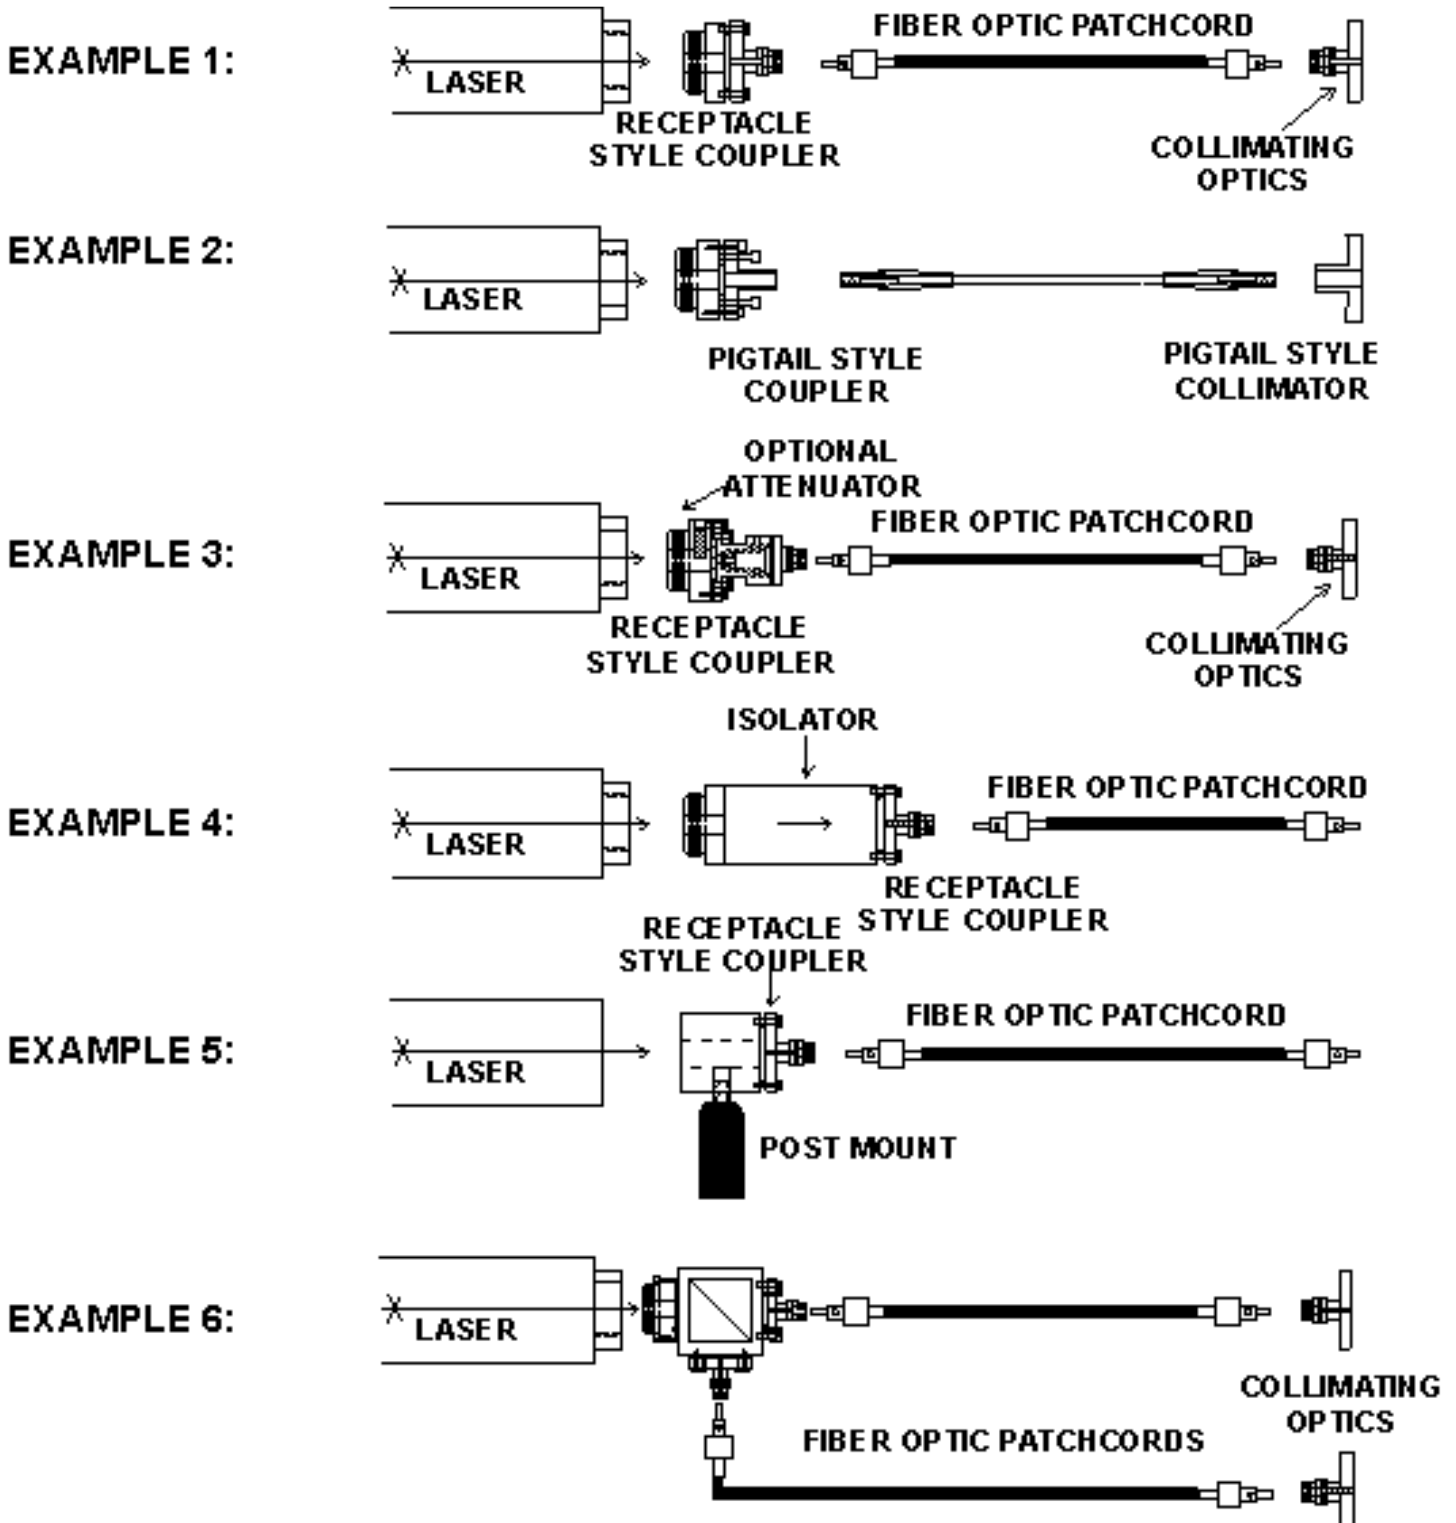 EXAMPLE 1:
LASER
RECEPTACLE
STYLE COUPLER
FIBER OPTIC PATCHCORD
COLLIMATING
OPTICS
EXAMPLE 2:
LASER
PIGTAIL STYLE
COUPLER
PIGTAIL STYLE
COLLIMATOR
EXAMPLE 3:
LASER
OPTIONAL
ATTENUATOR
RECEPTACLE
STYLE COUPLER
FIBER OPTIC PATCHCORD
COLLIMATING
OPTICS
EXAMPLE 4:
LASER
ISOLATOR
RECEPTACLE
STYLE COUPLER
FIBER OPTIC PATCHCORD
EXAMPLE 5:
LASER
RECEPTACLE
STYLE COUPLER
POST MOUNT
FIBER OPTIC PATCHCORD
EXAMPLE 6:
LASER
FIBER OPTIC PATCHCORDS
COLLIMATING
OPTICS